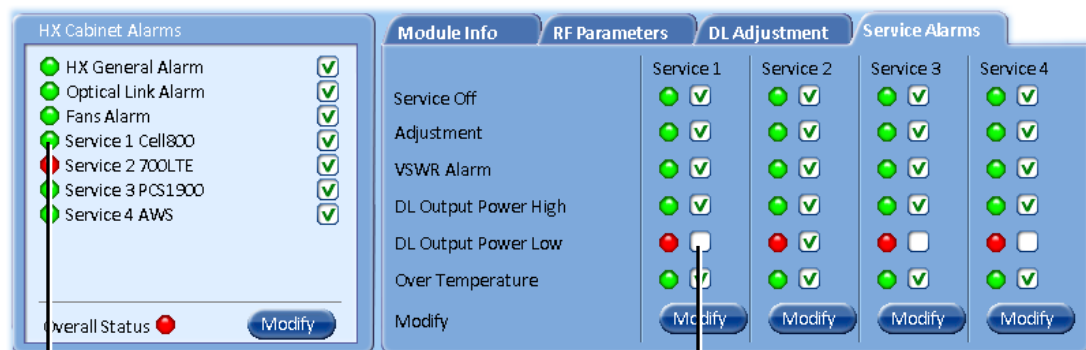 HX Cabinet Alarms
HX General Alarm
Optical Link Alarm
Fans Alarm
Service 1 Cell800
Service 2 700LTE
Service 3 PCS1900
Service 4 AWS
Overall Status
Modify
Module Info RF Parameters DL Adjustment Service Alarms
Service 1 Service 2 Service 3 Service 4
Service Off
Adjustment
VSWR Alarm
DL Output Power High
DL Output Power Low
Over Temperature
Modify Modify Modify Modify Modify